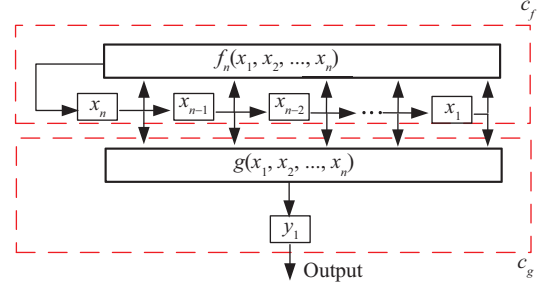 c_f
f_n(x_1, x_2, ..., x_n)
x_n x_{n-1} x_{n-2} ... x_1
g(x_1, x_2, ..., x_n)
y_1
c_g
Output